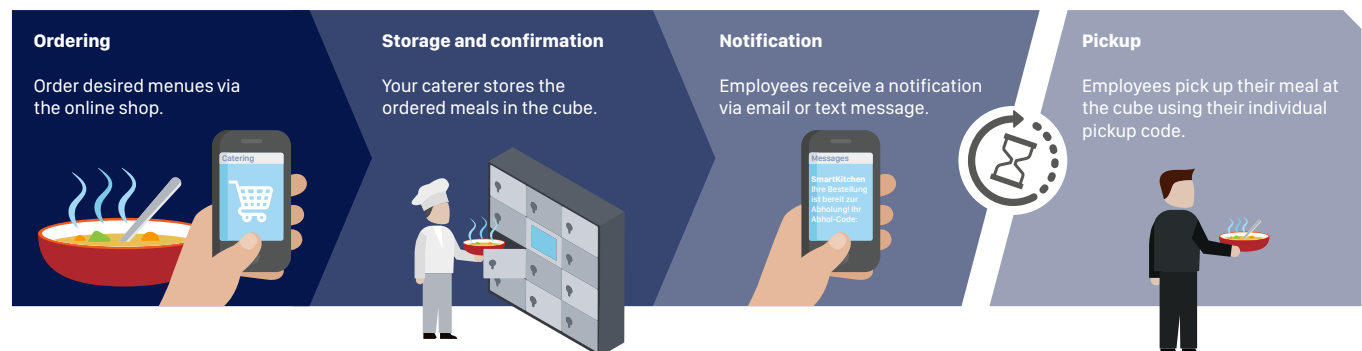 Ordering
Order desired menues via
the online shop.
Catering
Storage and confirmation
Your caterer stores the
ordered meals in the cube.
Notification
Employees receive a notification
via email or text message.
Messages
SmartKitchen
Ihre Bestellung
ist bereit zur
Abholung! Ihr
Abhol-Code:
Pickup
Employees pick up their meal at
the cube using their individual
pickup code.